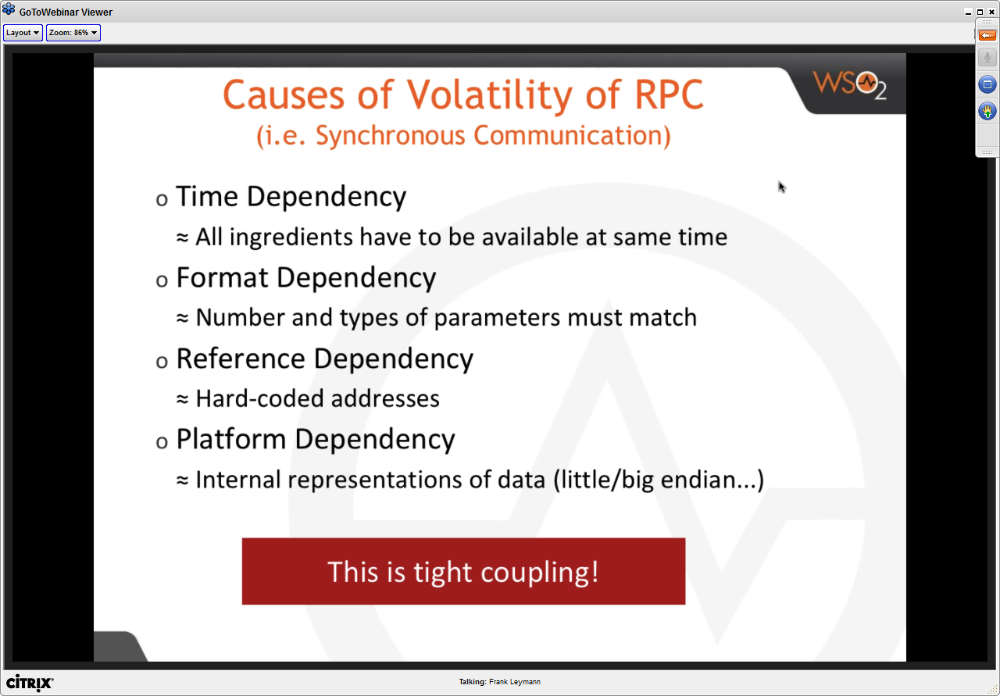 GoToWebinar Viewer
Layout Zoom: 86%
WSO2
Causes of Volatility of RPC
(i.e. Synchronous Communication)
o Time Dependency
≈ All ingredients have to be available at same time
o Format Dependency
≈ Number and types of parameters must match
o Reference Dependency
≈ Hard-coded addresses
o Platform Dependency
≈ Internal representations of data (little/big endian...)
This is tight coupling!
CİTRIX®
Talking: Frank Leymann